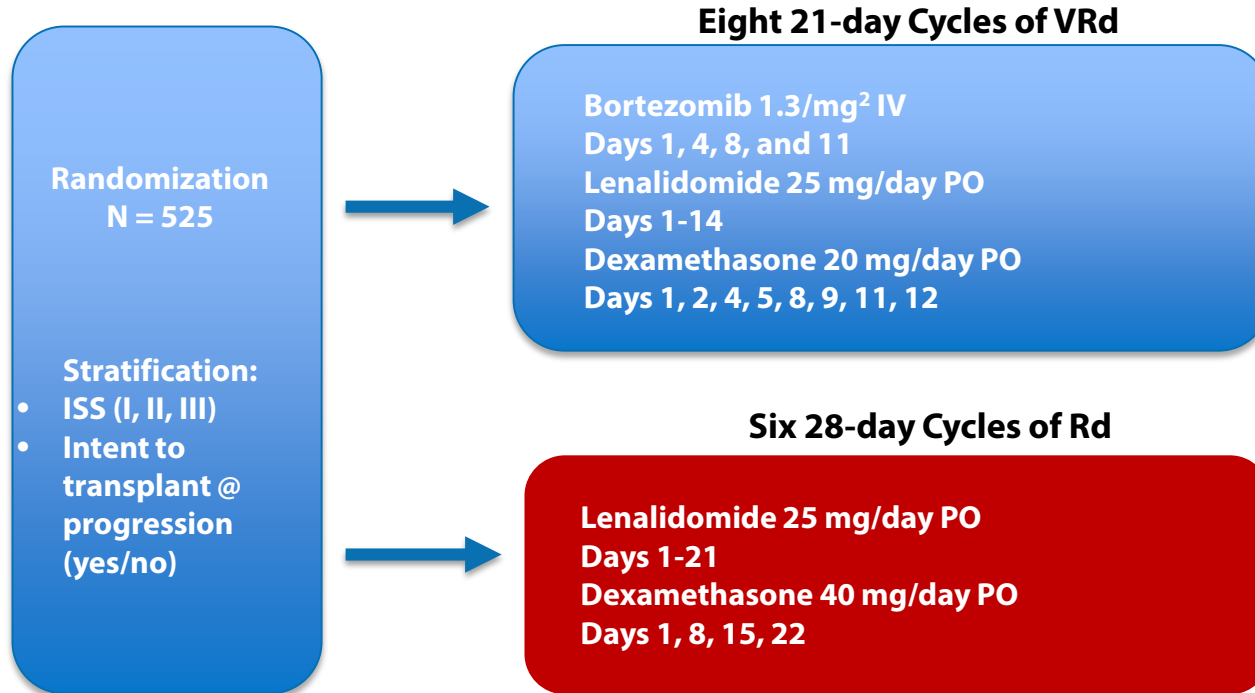 Randomization
N = 525
Stratification:
• ISS (I, II, III)
• Intent to
transplant @
progression
(yes/no)
Eight 21-day Cycles of VRd
Bortezomib 1.3/mg² IV
Days 1, 4, 8, and 11
Lenalidomide 25 mg/day PO
Days 1-14
Dexamethasone 20 mg/day PO
Days 1, 2, 4, 5, 8, 9, 11, 12
Six 28-day Cycles of Rd
Lenalidomide 25 mg/day PO
Days 1-21
Dexamethasone 40 mg/day PO
Days 1, 8, 15, 22